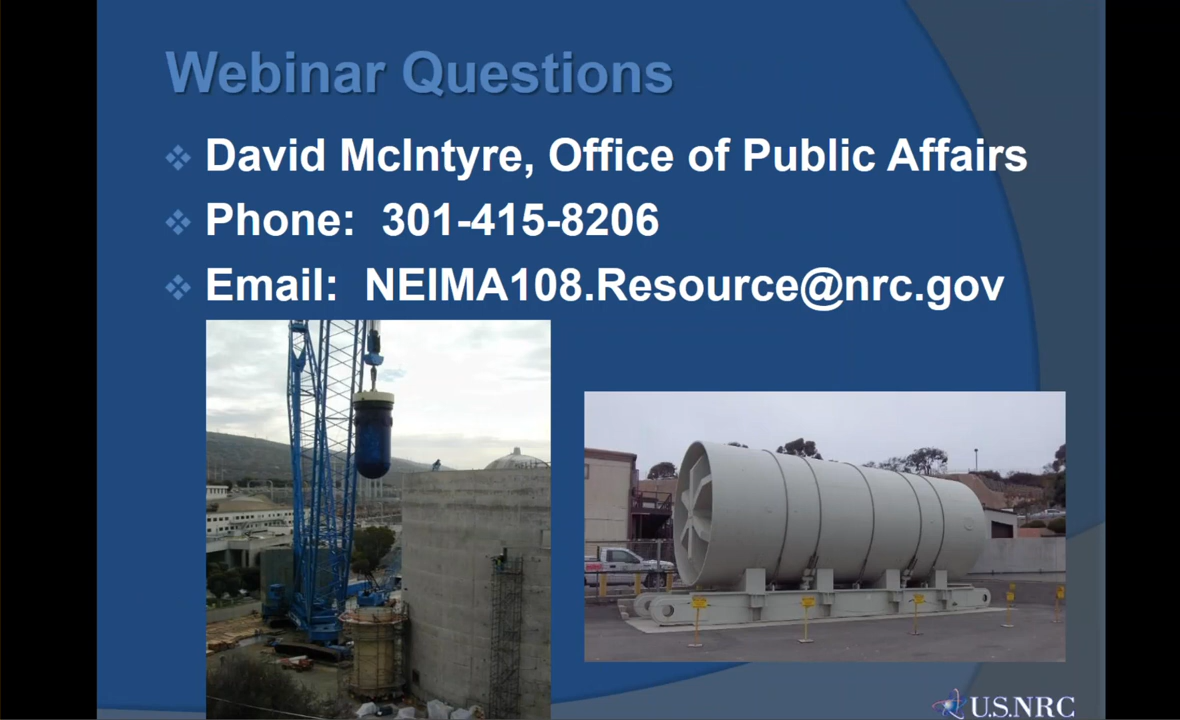 Webinar Questions
David McIntyre, Office of Public Affairs
Phone: 301-415-8206
Email: NEIMA108.Resource@nrc.gov
U.S.NRC